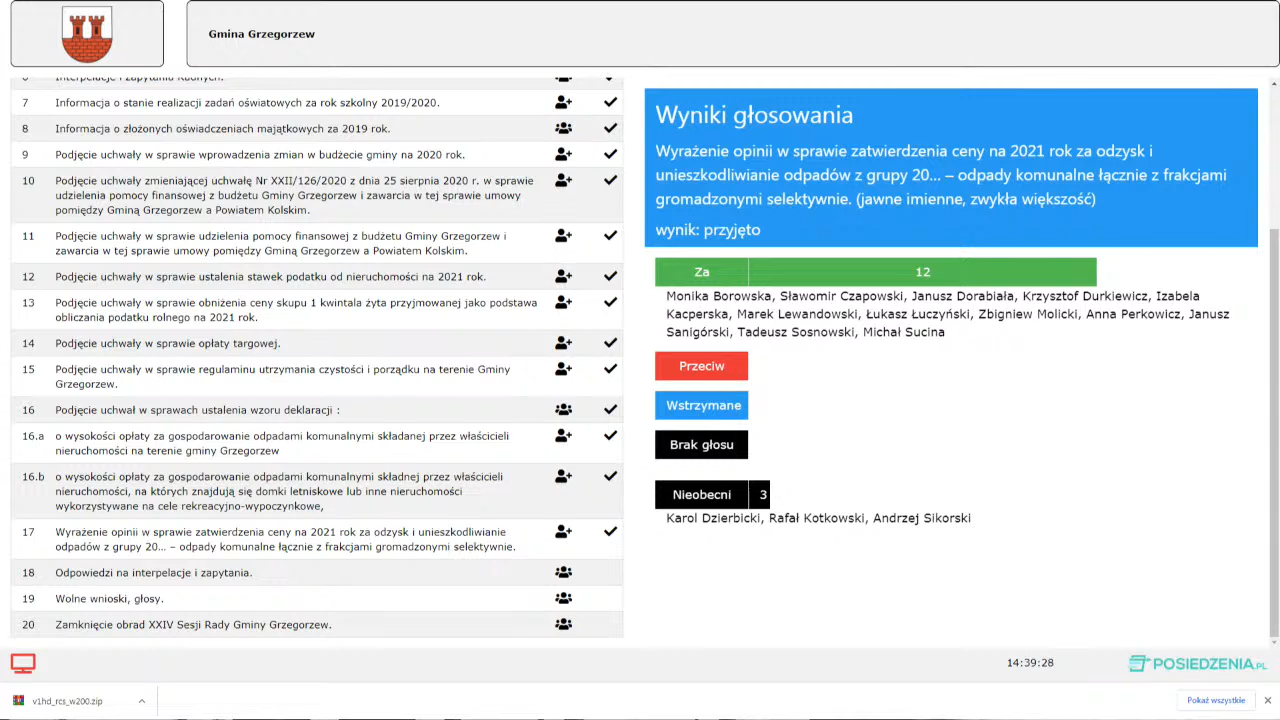 Gmina Grzegorzew
6 Interpelacje i zapytania Radnych.
7 Informacja o stanie realizacji zadań oświatowych za rok szkolny 2019/2020.
8 Informacja o złożonych oświadczeniach majątkowych za 2019 rok.
9 Podjęcie uchwały w sprawie wprowadzenia zmian w budżecie gminy na 2020 rok.
10 Podjęcie uchwały zmieniającej uchwałę Nr XXII/126/2020 z dnia 25 sierpnia 2020 r. w sprawie
udzielenia pomocy finansowej z budżetu Gminy Grzegorzew i zawarcia w tej sprawie umowy
pomiędzy Gminą Grzegorzew a Powiatem Kolskim.
11 Podjęcie uchwały w sprawie udzielenia pomocy finansowej z budżetu Gminy Grzegorzew i
zawarcia w tej sprawie umowy pomiędzy Gminą Grzegorzew a Powiatem Kolskim.
12 Podjęcie uchwały w sprawie ustalenia stawek podatku od nieruchomości na 2021 rok.
13 Podjęcie uchwały w sprawie obniżenia ceny skupu 1 kwintala żyta przyjmowanej jako podstawa
obliczania podatku rolnego na 2021 rok.
14 Podjęcie uchwały w sprawie opłaty targowej.
15 Podjęcie uchwały w sprawie regulaminu utrzymania czystości i porządku na terenie Gminy
Grzegorzew.
16 Podjęcie uchwał w sprawach ustalenia wzoru deklaracji :
16.a o wysokości opłaty za gospodarowanie odpadami komunalnymi składanej przez właścicieli
nieruchomości na terenie gminy Grzegorzew
16.b o wysokości opłaty za gospodarowanie odpadami komunalnymi składnej przez właścicieli
nieruchomości, na których znajdują się domki letniskowe lub inne nieruchomości
wykorzystywane na cele rekreacyjno-wypoczynkowe,
17 Wyrażenie opinii w sprawie zatwierdzenia ceny na 2021 rok za odzysk i unieszkodliwianie
odpadów z grupy 20... – odpady komunalne łącznie z frakcjami gromadzonymi selektywnie.
18 Odpowiedzi na interpelacje i zapytania.
19 Wolne wnioski, głosy.
20 Zamknięcie obrad XXIV Sesji Rady Gminy Grzegorzew.
Wyniki głosowania
Wyrażenie opinii w sprawie zatwierdzenia ceny na 2021 rok za odzysk i
unieszkodliwianie odpadów z grupy 20... – odpady komunalne łącznie z frakcjami
gromadzonymi selektywnie. (jawne imienne, zwykła większość)
wynik: przyjęto
Za 12
Monika Borowska, Sławomir Czapowski, Janusz Dorabiała, Krzysztof Durkiewicz, Izabela
Kacperska, Marek Lewandowski, Łukasz Łuczyński, Zbigniew Molicki, Anna Perkowicz, Janusz
Sanigórski, Tadeusz Sosnowski, Michał Sucina
Przeciw
Wstrzymane
Brak głosu
Nieobecni 3
Karol Dzierbicki, Rafał Kotkowski, Andrzej Sikorski
14:39:28
POSIEDZENIA.PL
v1hd_rcs_w200.zip
Pokaż wszystkie